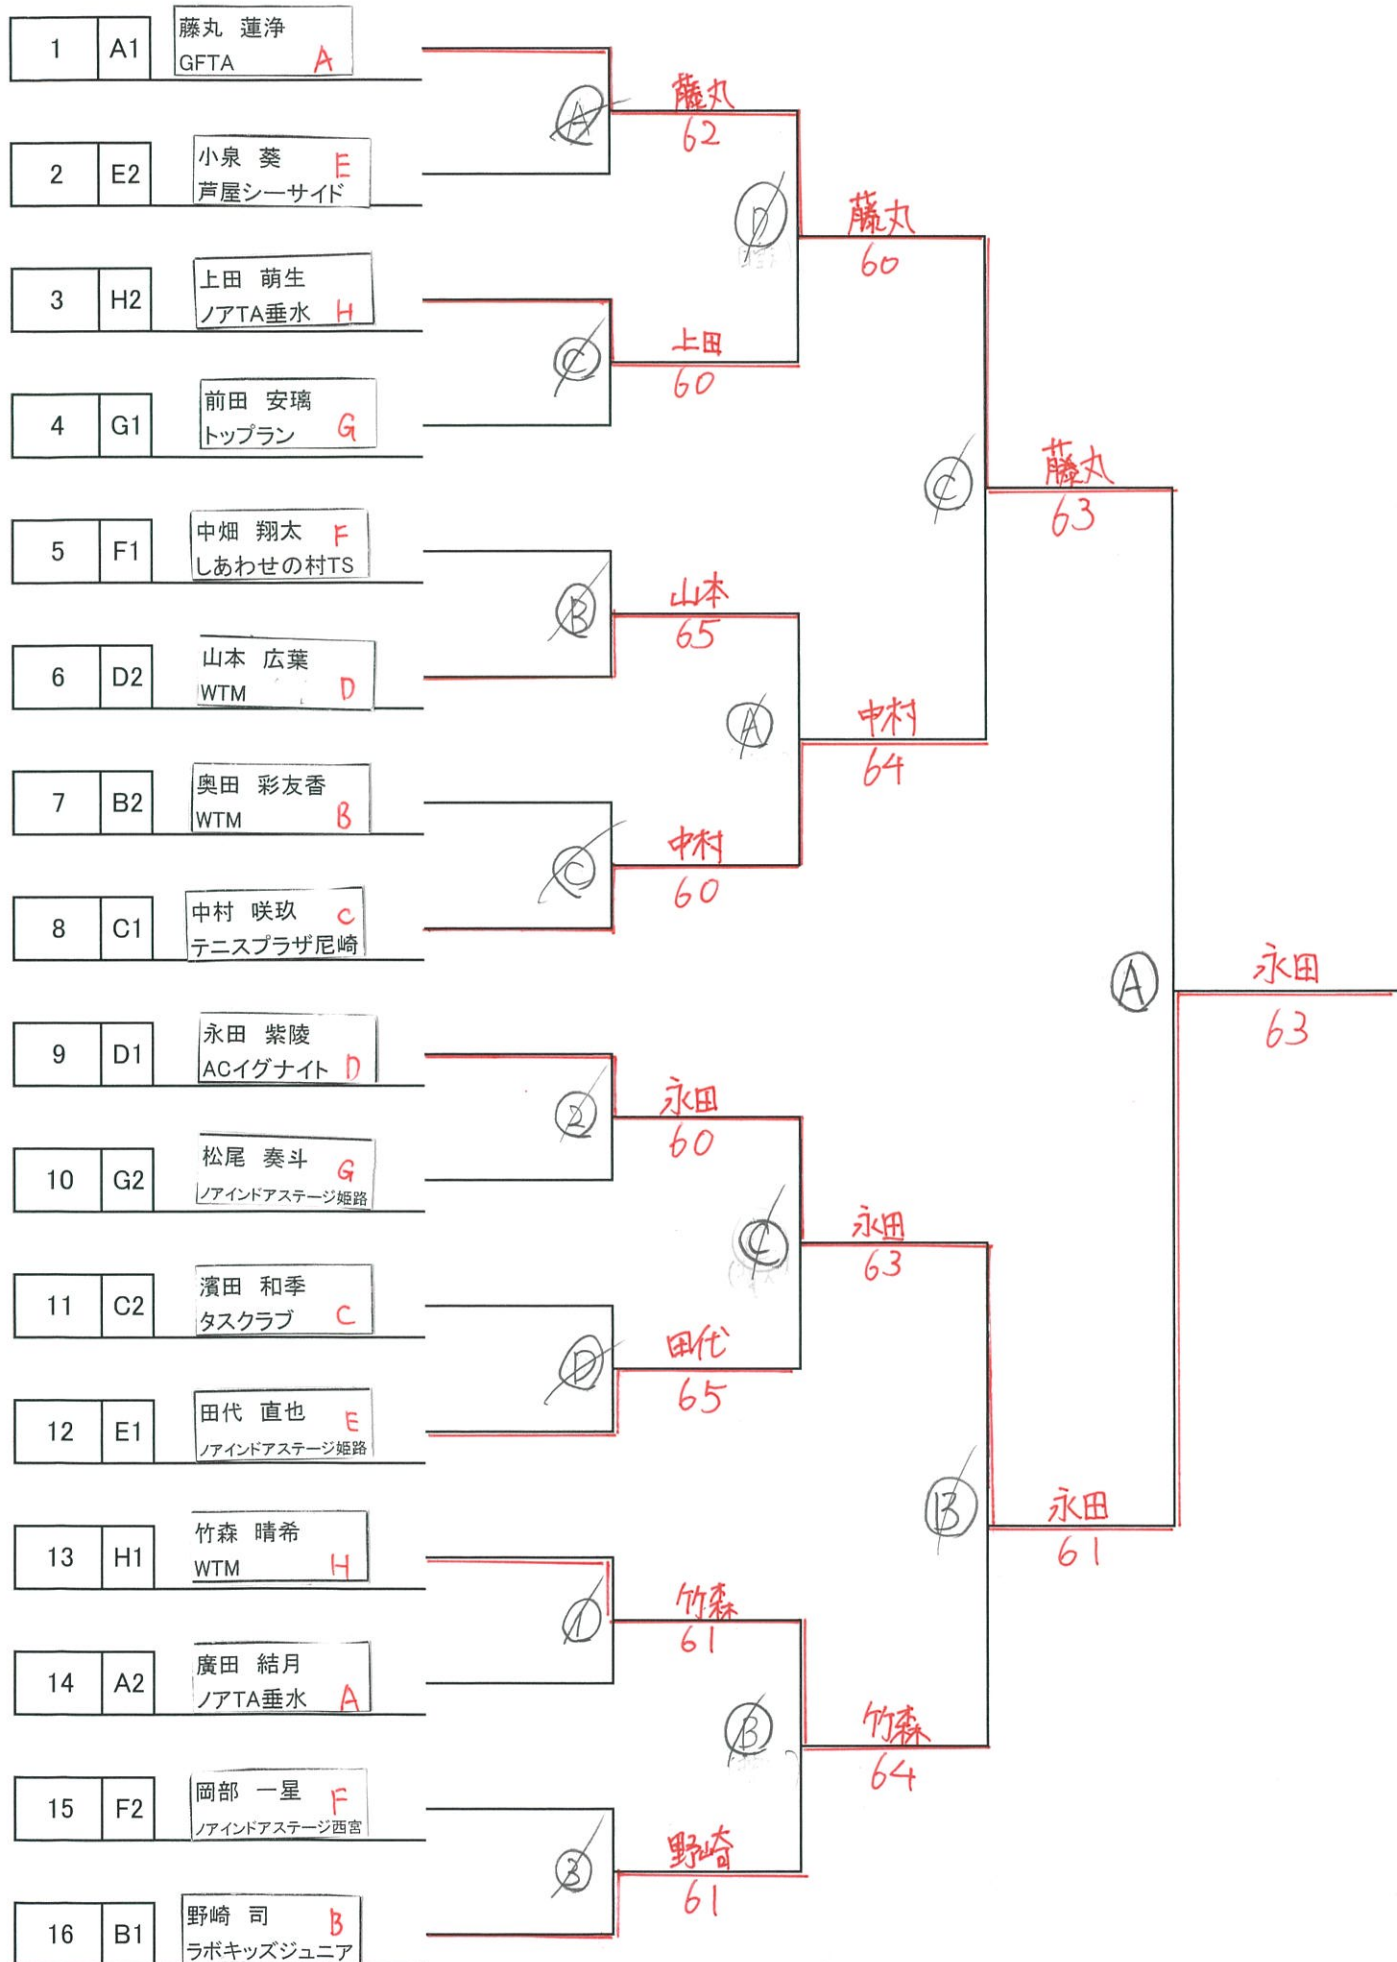 1 A1 藤丸 蓮浄
GFTA A
2 E2 小泉 葵 E
芦屋シーサイド
3 H2 上田 萌生
ノアTA垂水 H
4 G1 前田 安璃
トップラン G
5 F1 中畑 翔太 F
しあわせの村TS
6 D2 山本 広葉
WTM D
7 B2 奥田 彩友香
WTM B
8 C1 中村 咲玖 C
テニスプラザ尼崎
9 D1 永田 紫陵
ACイグナイト D
10 G2 松尾 奏斗 G
ノアインドアステージ姫路
11 C2 濱田 和季
タスクラブ C
12 E1 田代 直也 E
ノアインドアステージ姫路
13 H1 竹森 晴希
WTM H
14 A2 廣田 結月
ノアTA垂水 A
15 F2 岡部 一星 F
ノアインドアステージ西宮
16 B1 野崎 司 B
ラボキッズジュニア
A
藤丸
62
C
上田
60
B
山本
65
C
中村
60
2
永田
60
D
田代
65
1
竹森
61
3
野崎
61
D
藤丸
60
A
中村
64
C
永田
63
B
竹森
64
C
藤丸
63
B
永田
61
A
永田
63